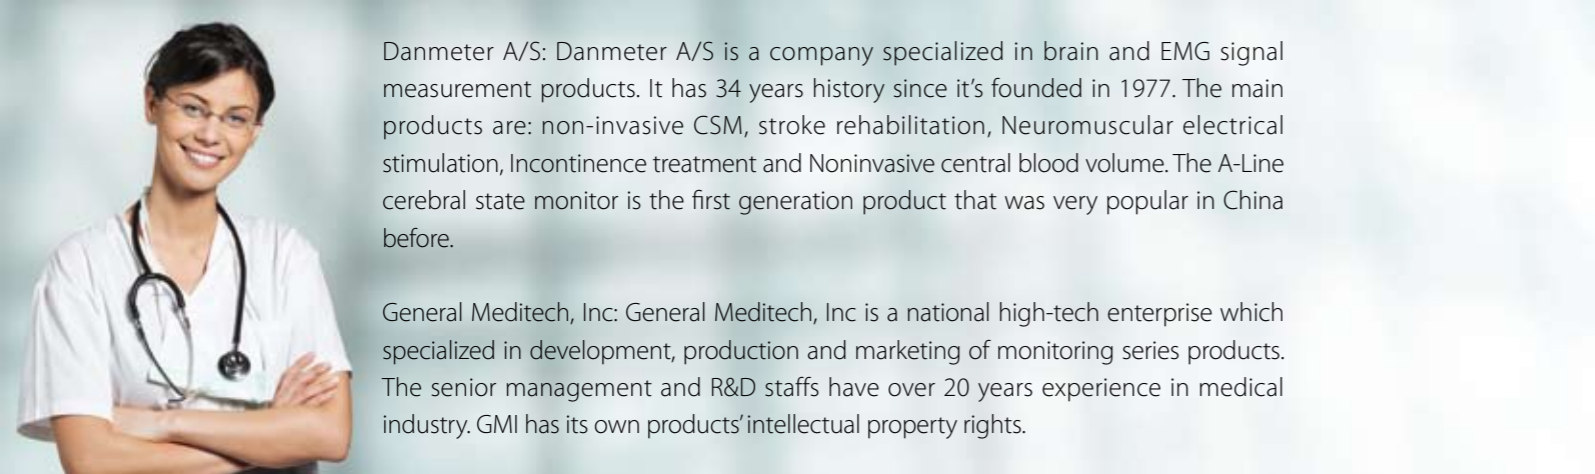 Danmeter A/S: Danmeter A/S is a company specialized in brain and EMG signal
measurement products. It has 34 years history since it’s founded in 1977. The main
products are: non-invasive CSM, stroke rehabilitation, Neuromuscular electrical
stimulation, Incontinence treatment and Noninvasive central blood volume. The A-Line
cerebral state monitor is the first generation product that was very popular in China
before.
General Meditech, Inc: General Meditech, Inc is a national high-tech enterprise which
specialized in development, production and marketing of monitoring series products.
The senior management and R&D staffs have over 20 years experience in medical
industry. GMI has its own products’ intellectual property rights.